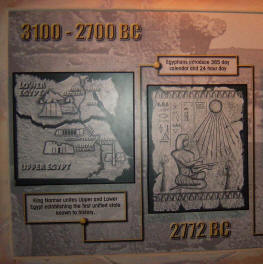 3100 - 2700 BC
Egyptians introduce 365 day
calendar and 24 hour day
LOWER
EGYPT
UPPER EGYPT
King Narmer unites Upper and Lower
Egypt establishing the first unified state
known to history.
2772 BC